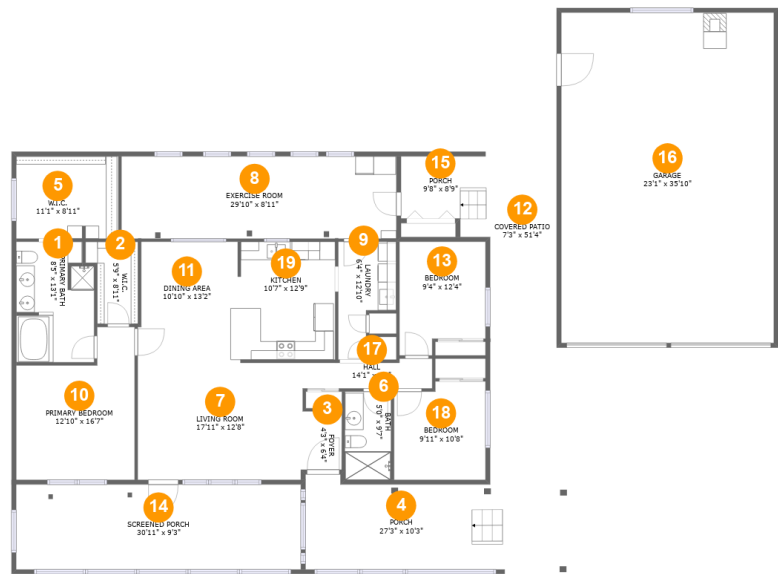 16
GARAGE
23'1" x 35'10"
15
PORCH
9'8" x 8'9"
8
EXERCISE ROOM
29'10" x 8'11"
5
W.I.C.
11'1" x 8'11"
12
COVERED PATIO
7'3" x 51'4"
1
PRIMARY BATH
8'5" x 13'1"
2
W.I.C.
5'9" x 8'11"
11
DINING AREA
10'10" x 13'2"
19
KITCHEN
10'7" x 12'9"
9
LAUNDRY
6'4" x 12'10"
13
BEDROOM
9'4" x 12'4"
17
HALL
14'1" x
10
PRIMARY BEDROOM
12'10" x 16'7"
7
LIVING ROOM
17'11" x 12'8"
3
FOYER
4'3" x 6'4"
6
BATH
5'0" x 9'7"
18
BEDROOM
9'11" x 10'8"
14
SCREENED PORCH
30'11" x 9'3"
4
PORCH
27'3" x 10'3"